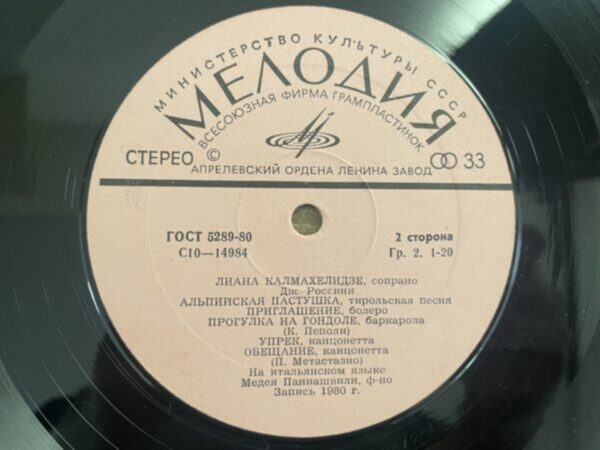 МИНИСТЕРСТВО КУЛЬТУРЫ СССР
МЕЛОДИЯ
ВСЕСОЮЗНАЯ ФИРМА ГРАМПЛАСТИНОК
СТЕРЕО © 33
АПРЕЛЕВСКИЙ ОРДЕНА ЛЕНИНА ЗАВОД
ГОСТ 5289-80 2 сторона
С10—14984 Гр. 2. 1-20
ЛИАНА КАЛМАХЕЛИДЗЕ, сопрано
Дж. Россини
АЛЬПИЙСКАЯ ПАСТУШКА, тирольская песня
ПРИГЛАШЕНИЕ, болеро
ПРОГУЛКА НА ГОНДОЛЕ, баркарола
(К. Пеполи)
УПРЕК, канцонетта
ОБЕЩАНИЕ, канцонетта
(П. Метастазио)
На итальянском языке
Медея Паниашвили, ф-но
Запись 1980 г.